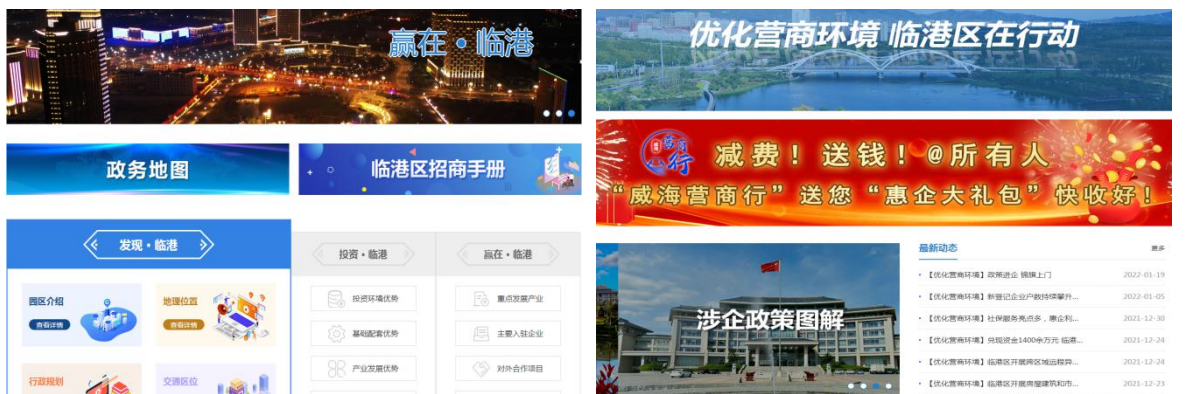 赢在·临港
政务地图
临港区招商手册
发现·临港
投资·临港
赢在·临港
园区介绍
查看详情
地理位置
查看详情
行政规划
交通区位
投资环境优势
基础配套优势
产业发展优势
重点发展产业
主要入驻企业
对外合作项目
优化营商环境 临港区在行动
减费！送钱！@所有人
“威海营商行”送您“惠企大礼包”快收好！
涉企政策图解
最新动态
更多
【优化营商环境】政策进企 锦旗上门 2022-01-19
【优化营商环境】新登记企业户数持续攀升... 2022-01-05
【优化营商环境】社保服务亮点多，惠企利... 2021-12-30
【优化营商环境】兑现资金1400余万元 临港... 2021-12-24
【优化营商环境】临港区开展跨区域远程异... 2021-12-24
【优化营商环境】临港区开展房屋建筑和市... 2021-12-23